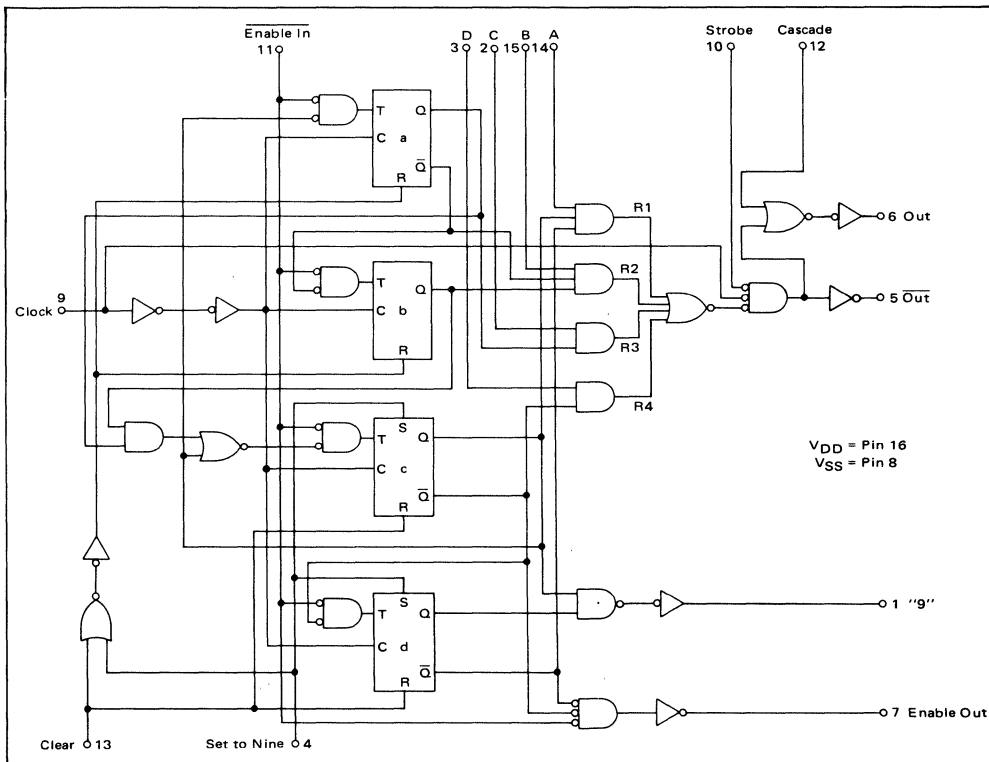 Enable In
11
D
3
C
2
B
15
A
14
Strobe
10
Cascade
12
T
Q
C
a
Q
R
R1
6 Out
T
Q
R2
Clock
9
C
b
R
5 Out
R3
R4
S
T
Q
C
c
Q
R
VDD = Pin 16
VSS = Pin 8
S
T
Q
C
d
Q
R
1 "9"
7 Enable Out
Clear
13
Set to Nine
4